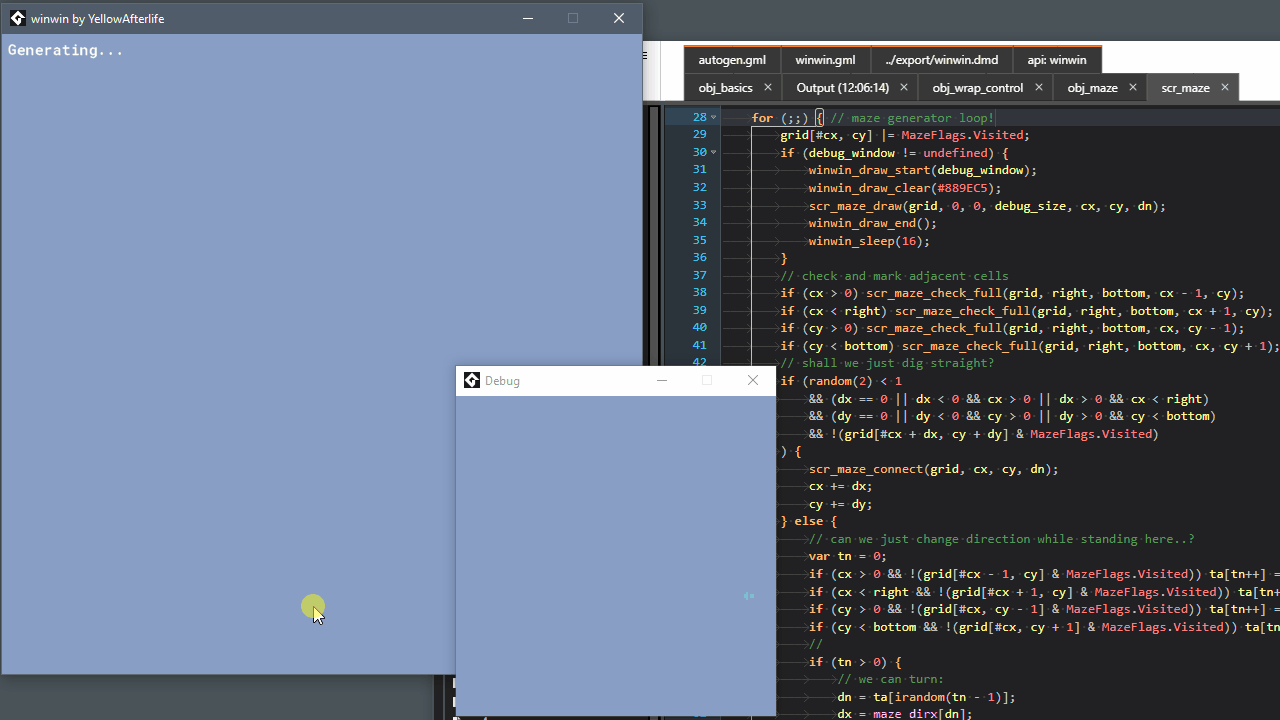 winwin by YellowAfterlife
Generating...
autogen.gml
winwin.gml
../export/winwin.dmd
api: winwin
obj_basics
Output (12:06:14)
obj_wrap_control
obj_maze
scr_maze
28 for (;;) { // maze generator loop!
29 grid[#cx, cy] |= MazeFlags.Visited;
30 if (debug_window != undefined) {
31 winwin_draw_start(debug_window);
32 winwin_draw_clear(#889EC5);
33 scr_maze_draw(grid, 0, 0, debug_size, cx, cy, dn);
34 winwin_draw_end();
35 winwin_sleep(16);
36 }
37 // check and mark adjacent cells
38 if (cx > 0) scr_maze_check_full(grid, right, bottom, cx - 1, cy);
39 if (cx < right) scr_maze_check_full(grid, right, bottom, cx + 1, cy);
40 if (cy > 0) scr_maze_check_full(grid, right, bottom, cx, cy - 1);
41 if (cy < bottom) scr_maze_check_full(grid, right, bottom, cx, cy + 1);
42 // shall we just dig straight?
if (random(2) < 1
&& (dx == 0 || dx < 0 && cx > 0 || dx > 0 && cx < right)
&& (dy == 0 || dy < 0 && cy > 0 || dy > 0 && cy < bottom)
&& !(grid[#cx + dx, cy + dy] & MazeFlags.Visited)
) {
scr_maze_connect(grid, cx, cy, dn);
cx += dx;
cy += dy;
} else {
// can we just change direction while standing here..?
var tn = 0;
if (cx > 0 && !(grid[#cx - 1, cy] & MazeFlags.Visited)) ta[tn++] =
if (cx < right && !(grid[#cx + 1, cy] & MazeFlags.Visited)) ta[tn+
if (cy > 0 && !(grid[#cx, cy - 1] & MazeFlags.Visited)) ta[tn++] =
if (cy < bottom && !(grid[#cx, cy + 1] & MazeFlags.Visited)) ta[tn
//
if (tn > 0) {
// we can turn:
dn = ta[irandom(tn - 1)];
dx = maze_dirx[dn];
Debug